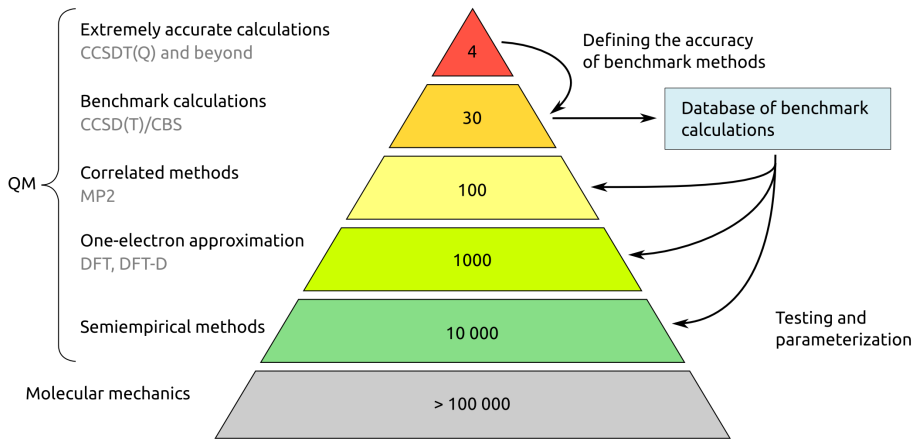 Extremely accurate calculations
CCSDT(Q) and beyond
4
Defining the accuracy
of benchmark methods
Benchmark calculations
CCSD(T)/CBS
30
Database of benchmark
calculations
QM
Correlated methods
MP2
100
One-electron approximation
DFT, DFT-D
1000
Semiempirical methods
10 000
Testing and
parameterization
Molecular mechanics
> 100 000